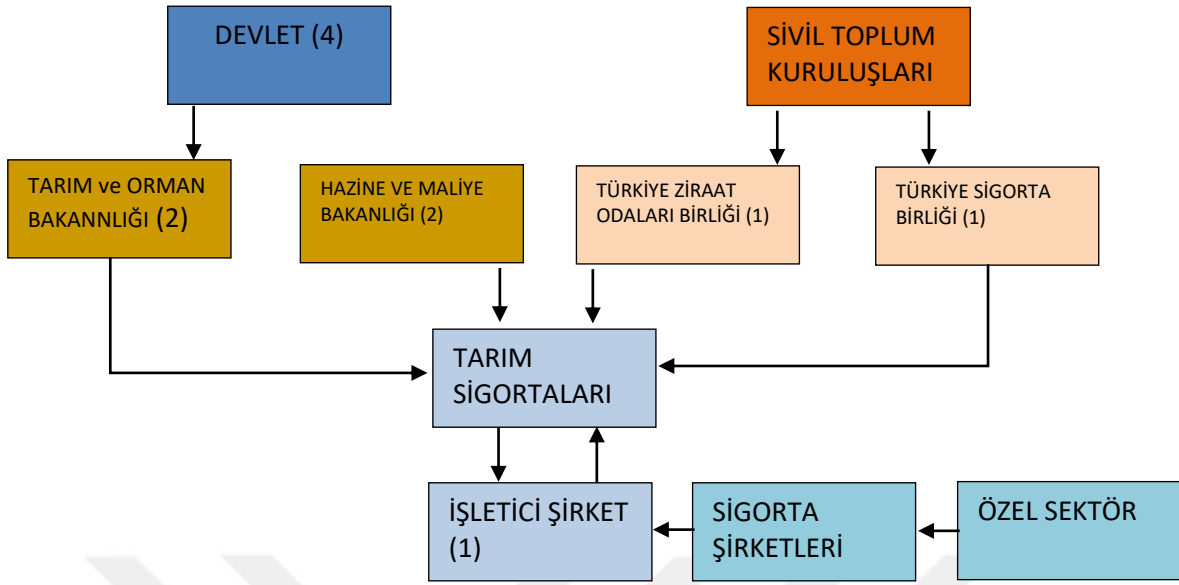 DEVLET (4)
SİVİL TOPLUM
KURULUŞLARI
TARIM ve ORMAN
BAKANNLIĞI (2)
HAZİNE VE MALİYE
BAKANLIĞI (2)
TÜRKİYE ZİRAAT
ODALARI BİRLİĞİ (1)
TÜRKİYE SİGORTA
BİRLİĞİ (1)
TARIM
SİGORTALARI
İŞLETİCİ ŞİRKET
(1)
SİGORTA
ŞİRKETLERİ
ÖZEL SEKTÖR